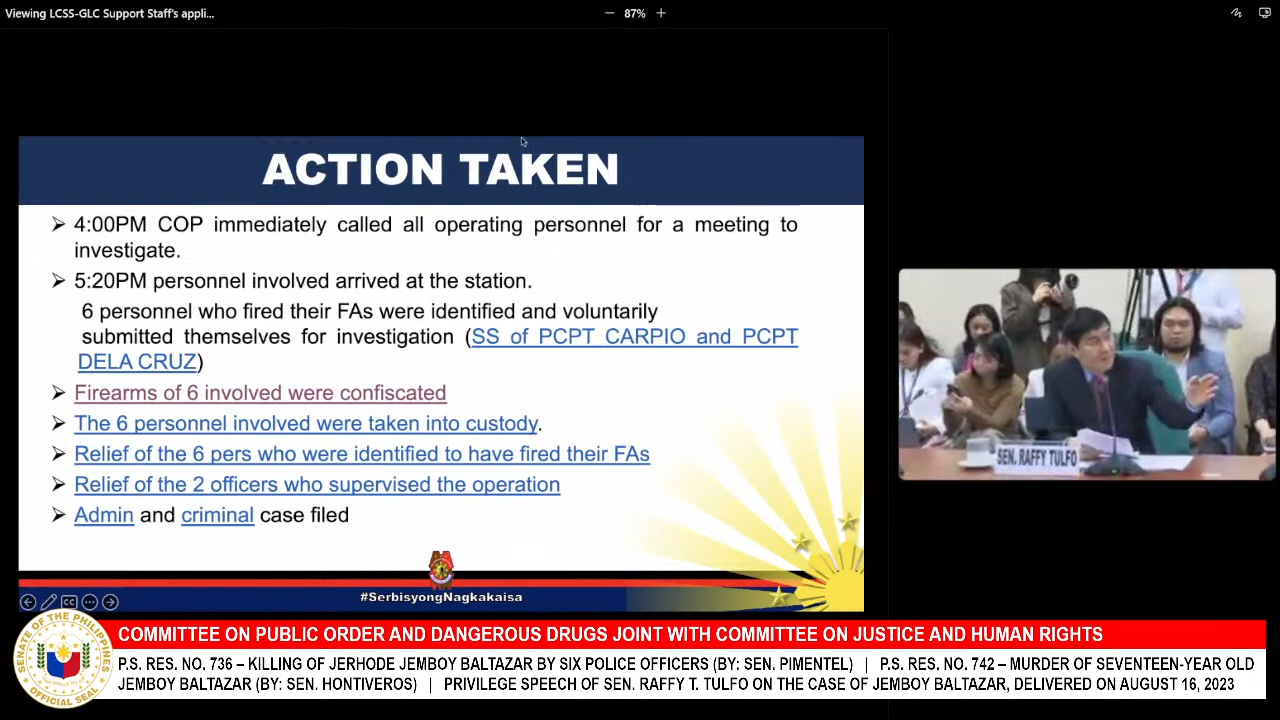 Viewing LCSS-GLC Support Staff's appli...
87%
ACTION TAKEN
4:00PM COP immediately called all operating personnel for a meeting to
investigate.
5:20PM personnel involved arrived at the station.
6 personnel who fired their FAs were identified and voluntarily
submitted themselves for investigation (SS of PCPT CARPIO and PCPT
DELA CRUZ)
Firearms of 6 involved were confiscated
The 6 personnel involved were taken into custody.
Relief of the 6 pers who were identified to have fired their FAs
Relief of the 2 officers who supervised the operation
Admin and criminal case filed
#SerbisyongNagkakaisa
CC
SEN. RAFFY TULFO
SENATE OF THE PHILIPPINES
OFFICIAL SEAL
COMMITTEE ON PUBLIC ORDER AND DANGEROUS DRUGS JOINT WITH COMMITTEE ON JUSTICE AND HUMAN RIGHTS
P.S. RES. NO. 736 – KILLING OF JERHODE JEMBOY BALTAZAR BY SIX POLICE OFFICERS (BY: SEN. PIMENTEL) | P.S. RES. NO. 742 – MURDER OF SEVENTEEN-YEAR OLD
JEMBOY BALTAZAR (BY: SEN. HONTIVEROS) | PRIVILEGE SPEECH OF SEN. RAFFY T. TULFO ON THE CASE OF JEMBOY BALTAZAR, DELIVERED ON AUGUST 16, 2023